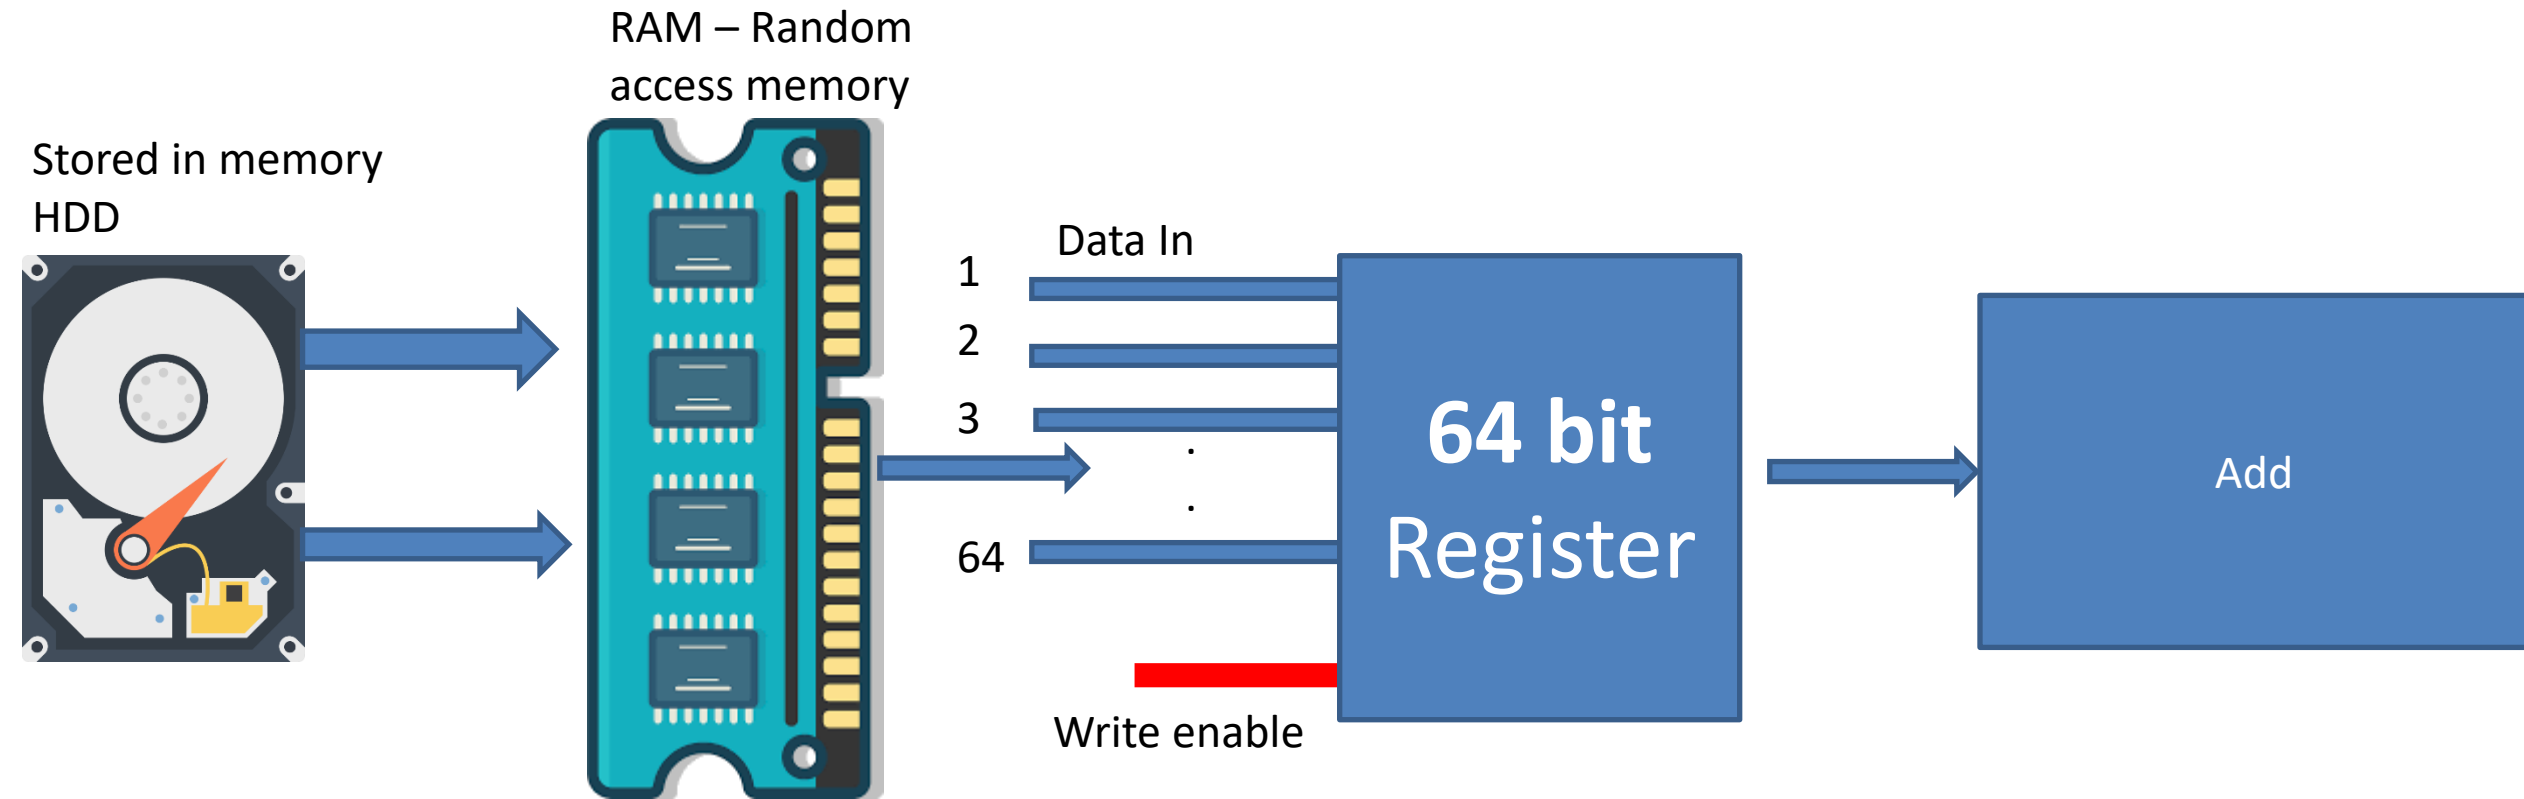 RAM – Random
access memory
Stored in memory
HDD
Data In
1
2
3
.
.
64
64 bit
Register
Add
Write enable